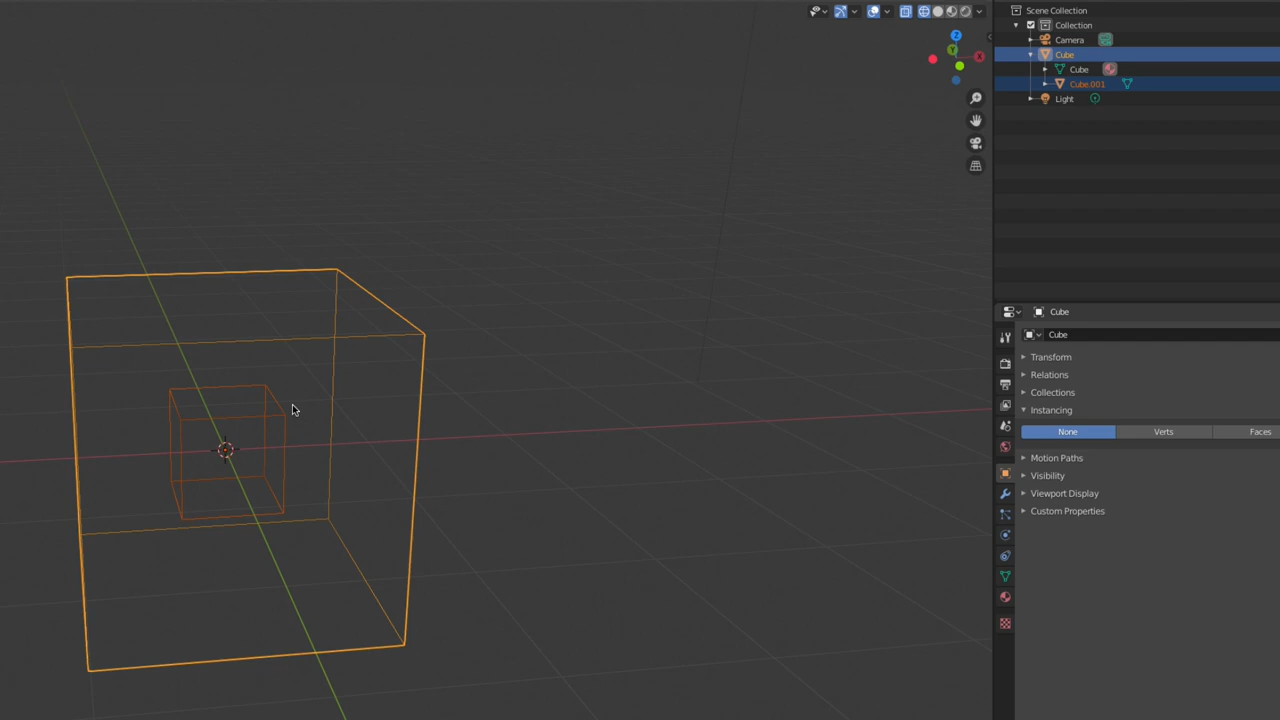 Scene Collection
Collection
Camera
Z
Y
X
Cube
Cube
Cube.001
Light
Cube
Cube
Transform
Relations
Collections
Instancing
None Verts Faces
Motion Paths
Visibility
Viewport Display
Custom Properties